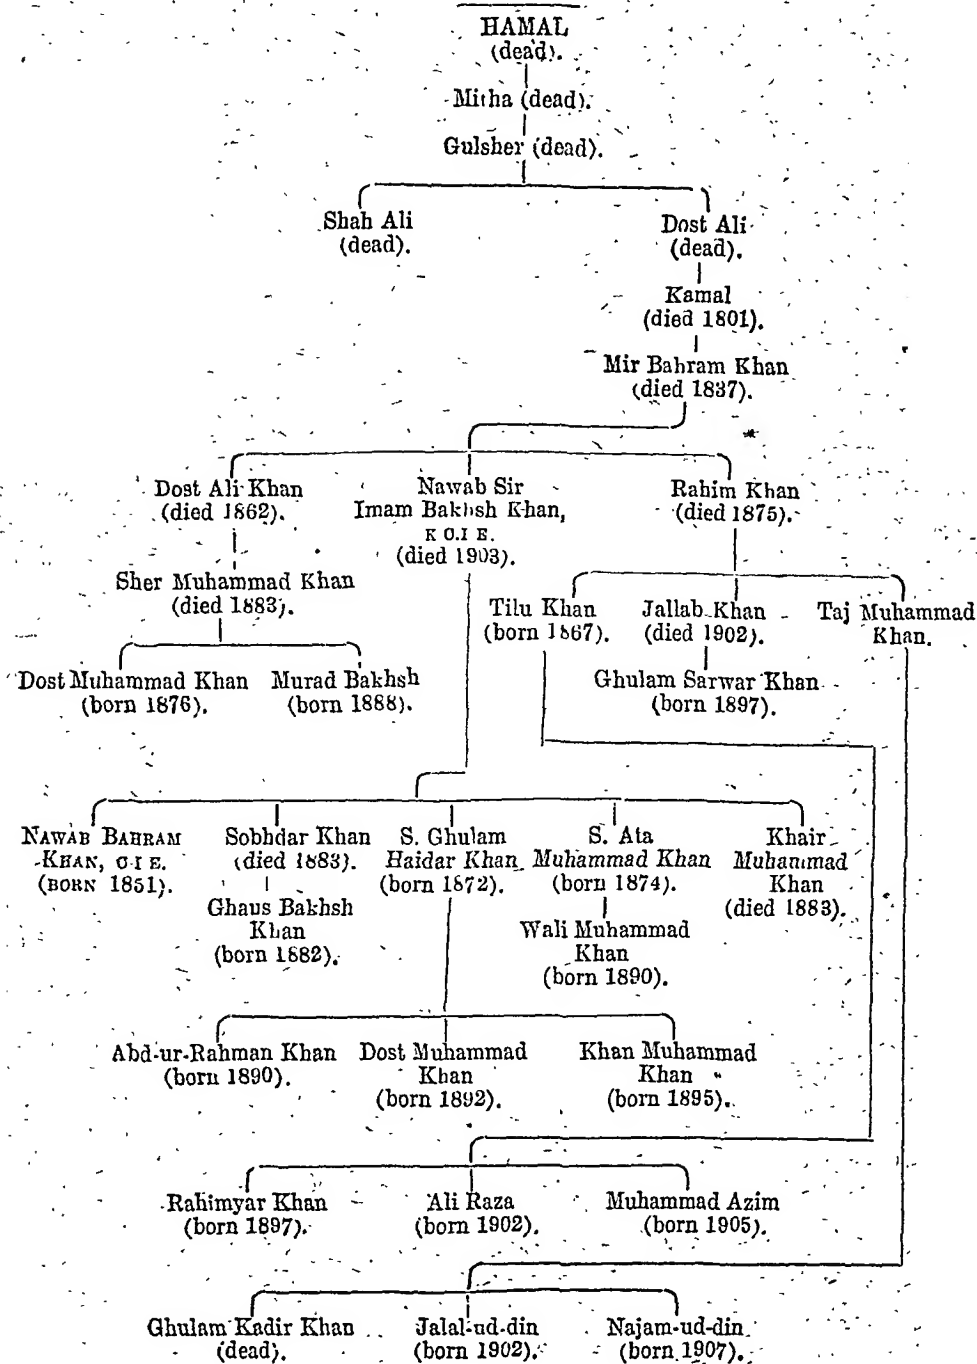 HAMAL
(dead).
Mitha (dead).
Gulsher (dead).
Shah Ali
(dead).
Dost Ali
(dead).
Kamal
(died 1801).
Mir Bahram Khan
(died 1837).
Dost Ali Khan
(died 1862).
Nawab Sir
Imam Bakhsh Khan,
K C.I E.
(died 1903).
Rahim Khan
(died 1875).
Sher Muhammad Khan
(died 1883).
Tilu Khan
(born 1867).
Jallab Khan
(died 1902).
Taj Muhammad
Khan.
Dost Muhammad Khan
(born 1876).
Murad Bakhsh
(born 1888).
Ghulam Sarwar Khan
(born 1897).
NAWAB BAHRAM
KHAN, C I E.
(BORN 1851).
Sobhdar Khan
(died 1883).
S. Ghulam
Haidar Khan
(born 1872).
S. Ata
Muhammad Khan
(born 1874).
Khair
Muhammad
Khan
(died 1883).
Ghaus Bakhsh
Khan
(born 1882).
Wali Muhammad
Khan
(born 1890).
Abd-ur-Rahman Khan
(born 1890).
Dost Muhammad
Khan
(born 1892).
Khan Muhammad
Khan
(born 1895).
Rahimyar Khan
(born 1897).
Ali Raza
(born 1902).
Muhammad Azim
(born 1905).
Ghulam Kadir Khan
(dead).
Jalal-ud-din
(born 1902).
Najam-ud-din
(born 1907).